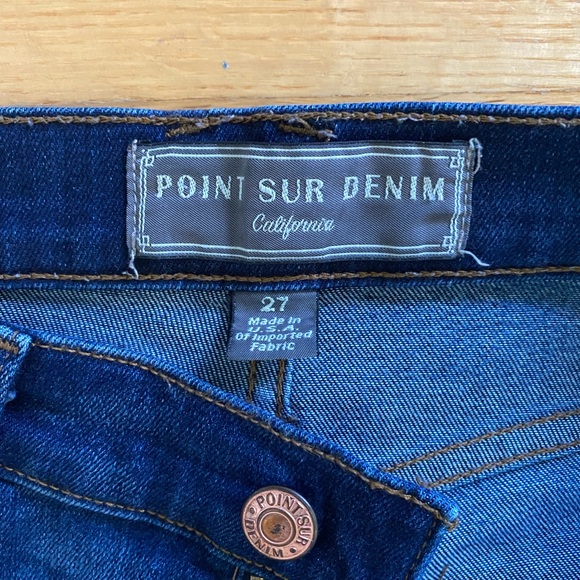 POINT SUR DENIM
California
27
Made in
U.S.A.
Of Imported
Fabric
POINT SUR
DENIM